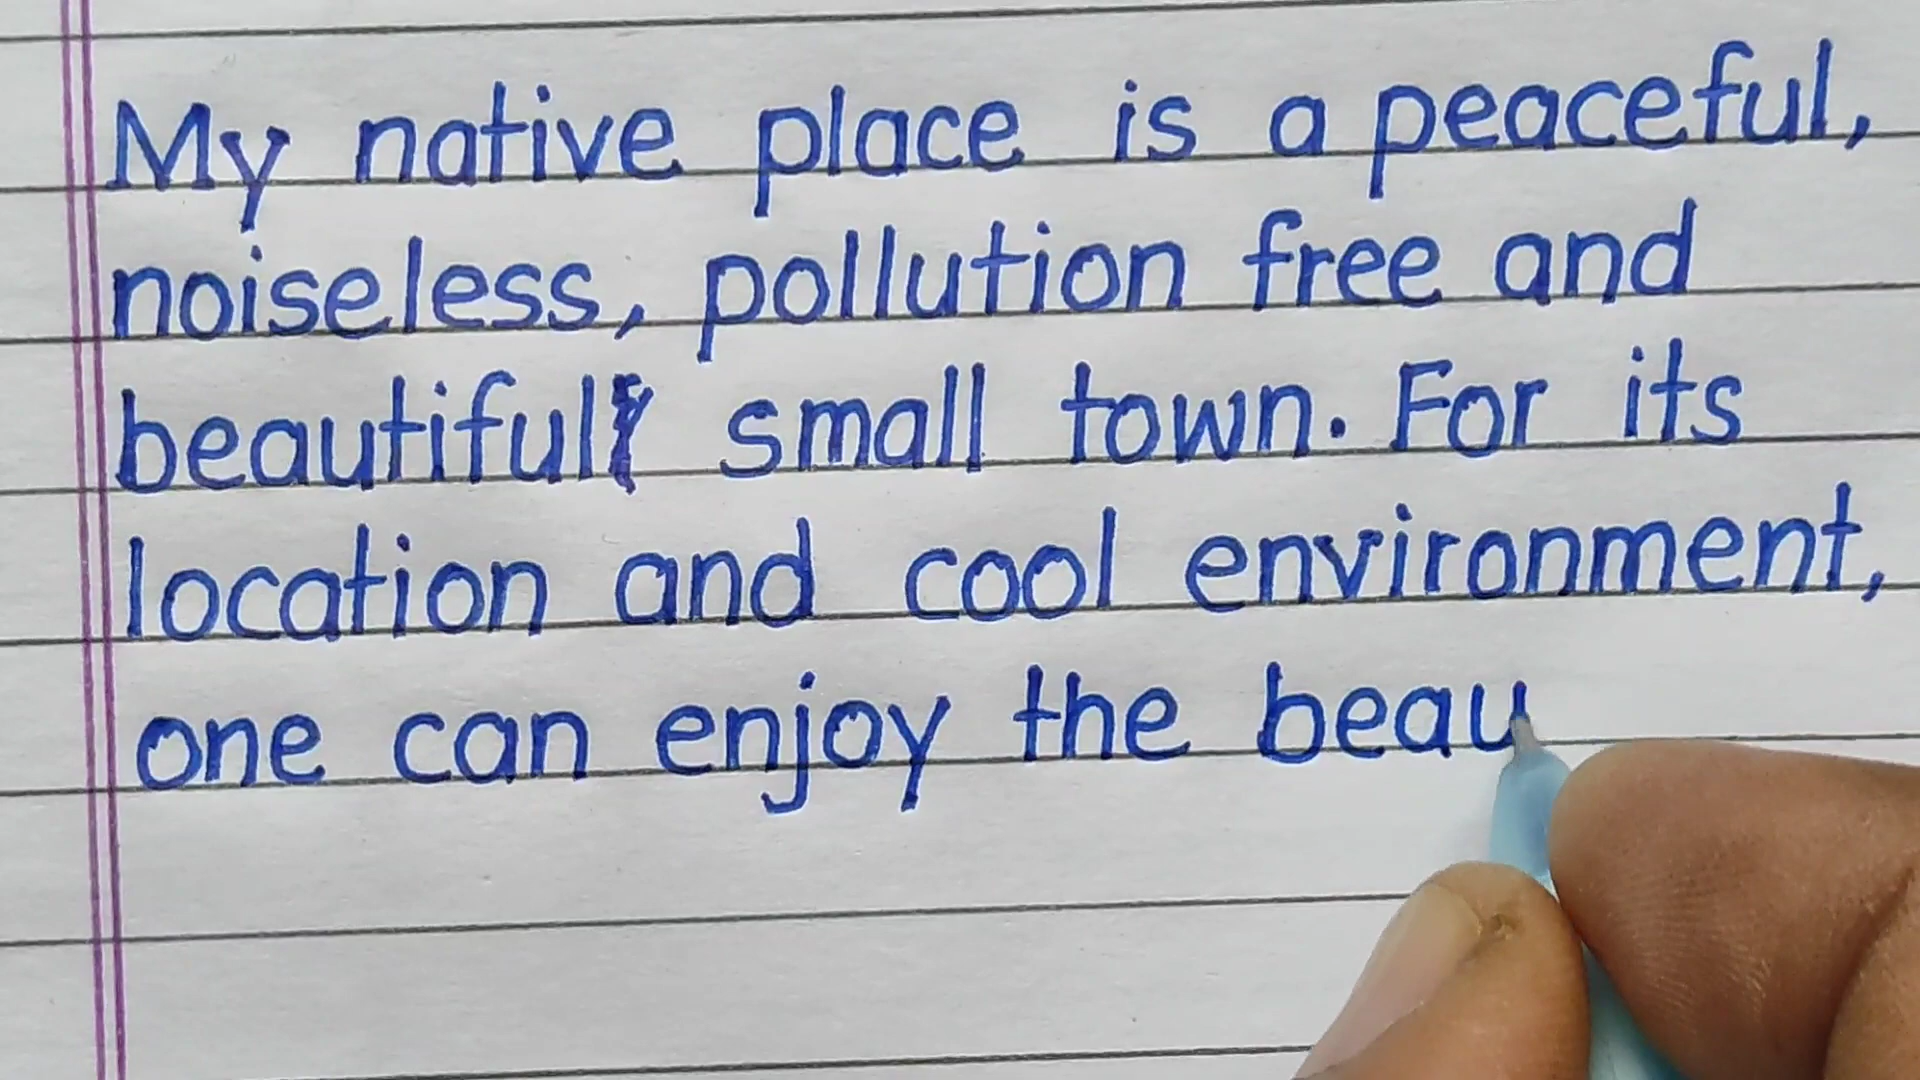 My native place is a peaceful,
noiseless, pollution free and
beautiful small town. For its
location and cool environment,
one can enjoy the beau